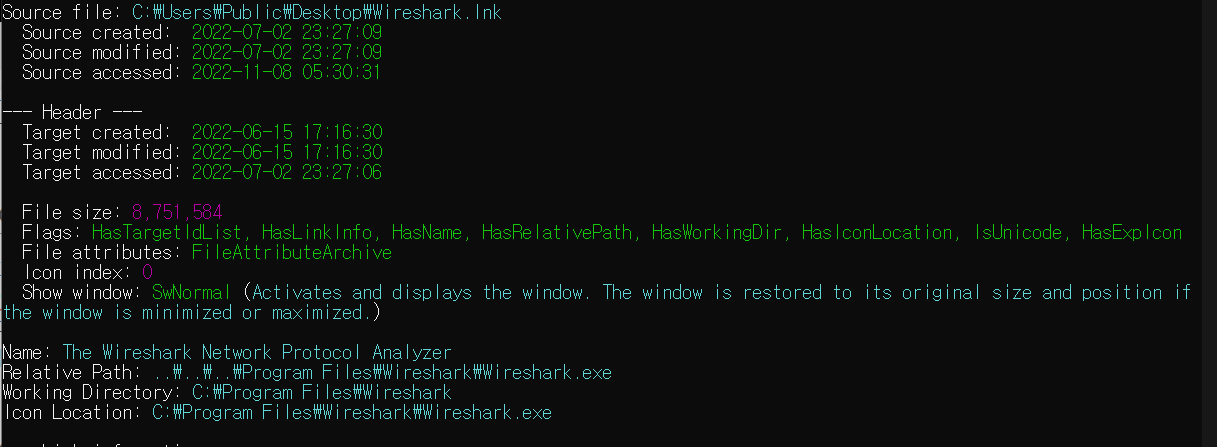 Source file: C:₩Users₩Public₩Desktop₩Wireshark.lnk
Source created: 2022-07-02 23:27:09
Source modified: 2022-07-02 23:27:09
Source accessed: 2022-11-08 05:30:31
--- Header ---
Target created: 2022-06-15 17:16:30
Target modified: 2022-06-15 17:16:30
Target accessed: 2022-07-02 23:27:06
File size: 8,751,584
Flags: HasTargetIdList, HasLinkInfo, HasName, HasRelativePath, HasWorkingDir, HasIconLocation, IsUnicode, HasExpIcon
File attributes: FileAttributeArchive
Icon index: 0
Show window: SwNormal (Activates and displays the window. The window is restored to its original size and position if
the window is minimized or maximized.)
Name: The Wireshark Network Protocol Analyzer
Relative Path: ..₩..₩..₩Program Files₩Wireshark₩Wireshark.exe
Working Directory: C:₩Program Files₩Wireshark
Icon Location: C:₩Program Files₩Wireshark₩Wireshark.exe